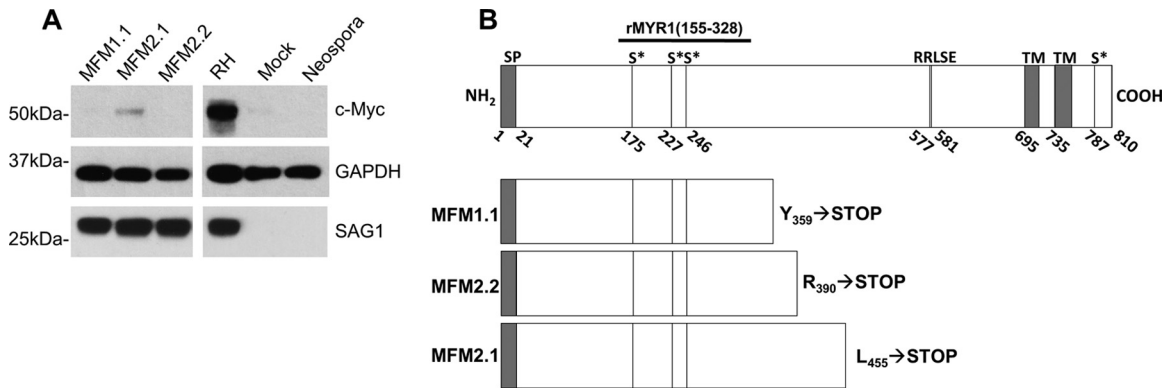 A
MFM1.1 MFM2.1 MFM2.2 RH Mock Neospora
50kDa- c-Myc
37kDa- GAPDH
25kDa- SAG1
B
rMYR1(155-328)
SP S* S*S* RRLSE TM TM S*
NH2 COOH
1 21 175 227 246 577 581 695 735 787 810
MFM1.1 Y359→STOP
MFM2.2 R390→STOP
MFM2.1 L455→STOP